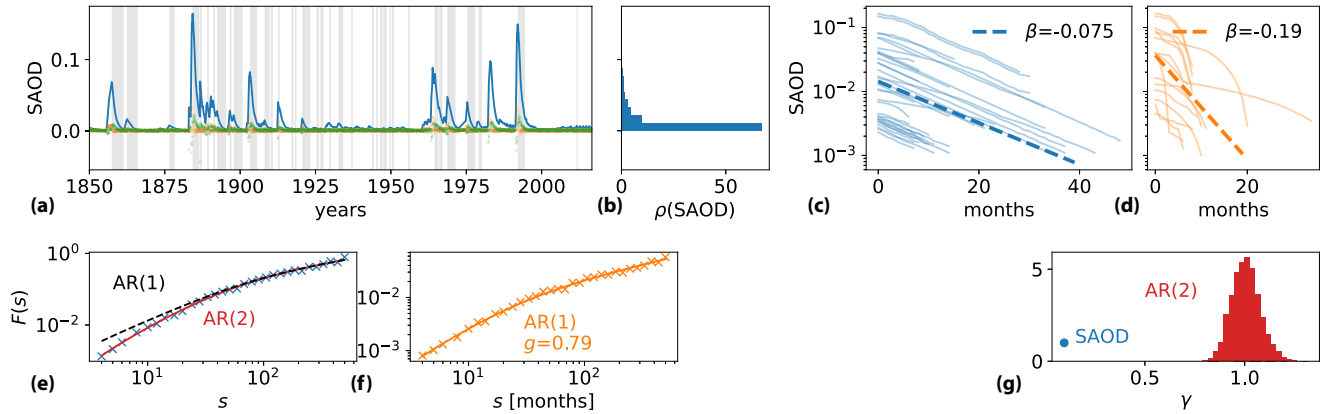 SAOD
0.1
0.0
1850
1875
1900
1925
1950
1975
2000
years
(a)
0
50
ρ(SAOD)
(b)
SAOD
10⁻¹
10⁻²
10⁻³
β=-0.075
0
20
40
months
(c)
β=-0.19
0
20
months
(d)
F(s)
10⁰
10⁻²
AR(1)
AR(2)
10¹
10²
s
(e)
10⁻²
10⁻³
AR(1)
g=0.79
10¹
10²
s [months]
(f)
5
0
AR(2)
SAOD
0.5
1.0
γ
(g)